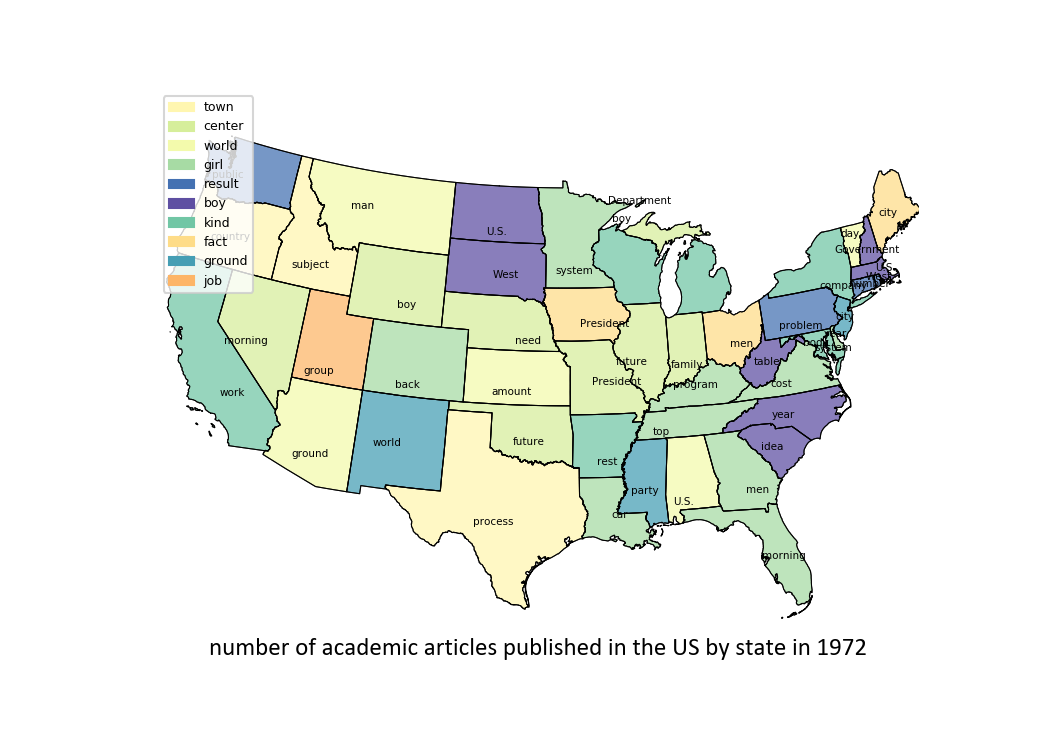 town
center
world
girl
result
boy
kind
fact
ground
job
public
country
man
subject
U.S.
West
Department
boy
system
city
day
Government
U.S.
West
number
company
city
boy
morning
need
President
problem
men
group
work
back
amount
future
President
family
program
table
body
system
cost
year
ground
world
future
top
idea
rest
party
U.S.
men
process
car
morning
number of academic articles published in the US by state in 1972